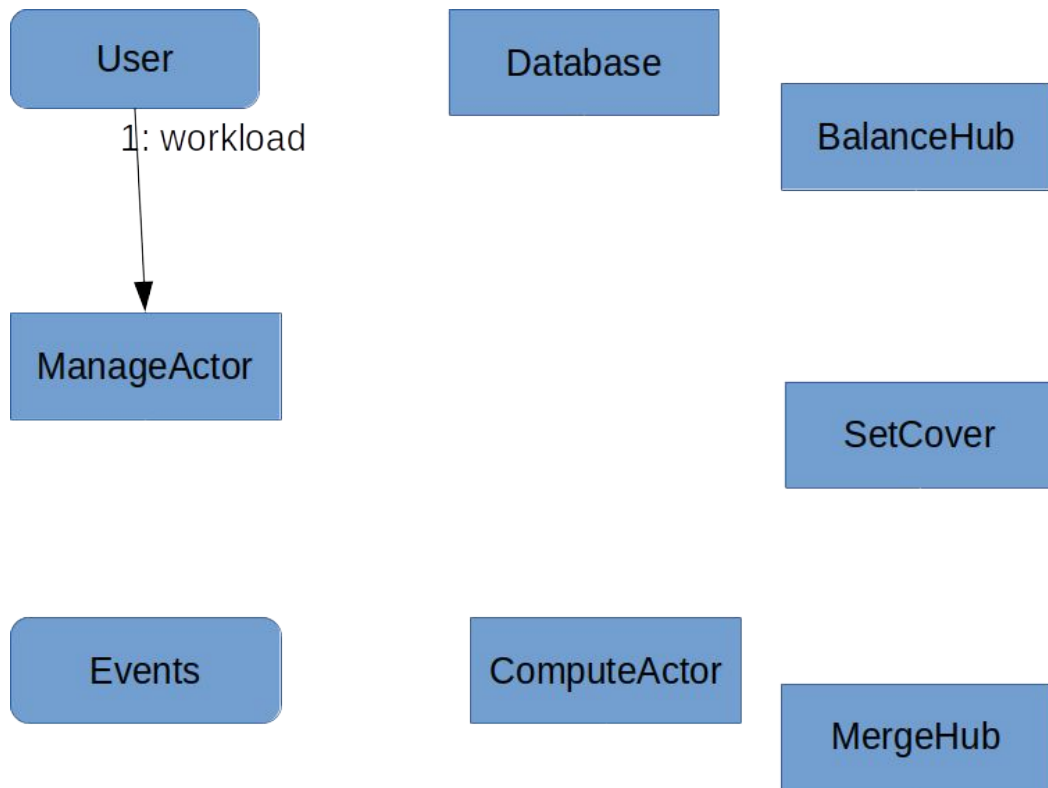 User
Database
1: workload
BalanceHub
ManageActor
SetCover
Events
ComputeActor
MergeHub